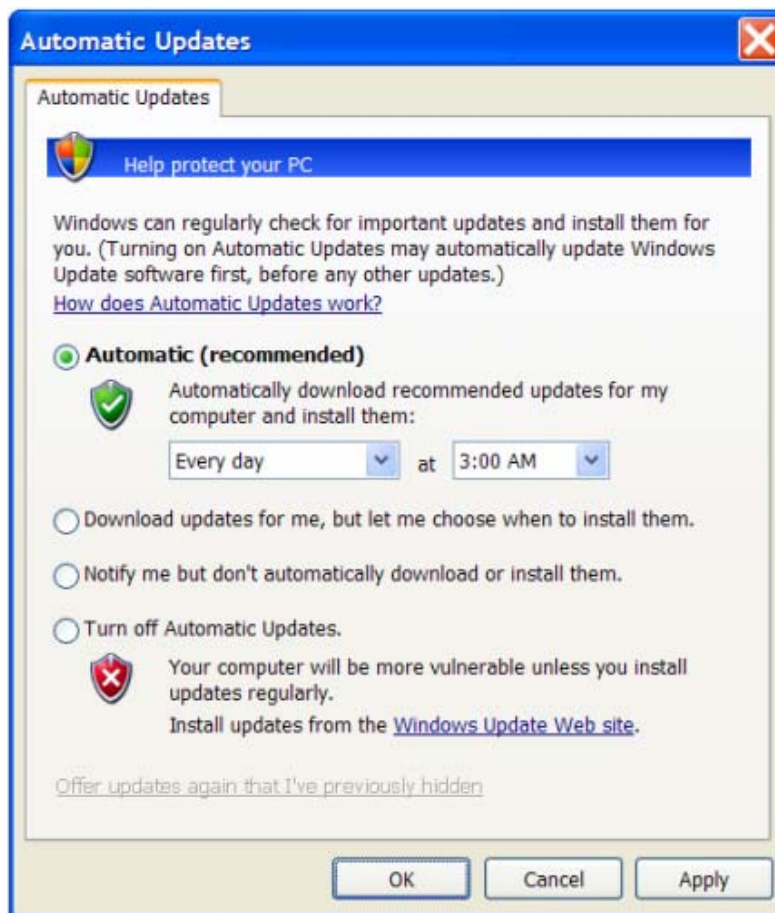 Automatic Updates
Automatic Updates
Help protect your PC
Windows can regularly check for important updates and install them for
you. (Turning on Automatic Updates may automatically update Windows
Update software first, before any other updates.)
How does Automatic Updates work?
Automatic (recommended)
Automatically download recommended updates for my
computer and install them:
Every day at 3:00 AM
Download updates for me, but let me choose when to install them.
Notify me but don't automatically download or install them.
Turn off Automatic Updates.
Your computer will be more vulnerable unless you install
updates regularly.
Install updates from the Windows Update Web site.
Offer updates again that I've previously hidden
OK Cancel Apply